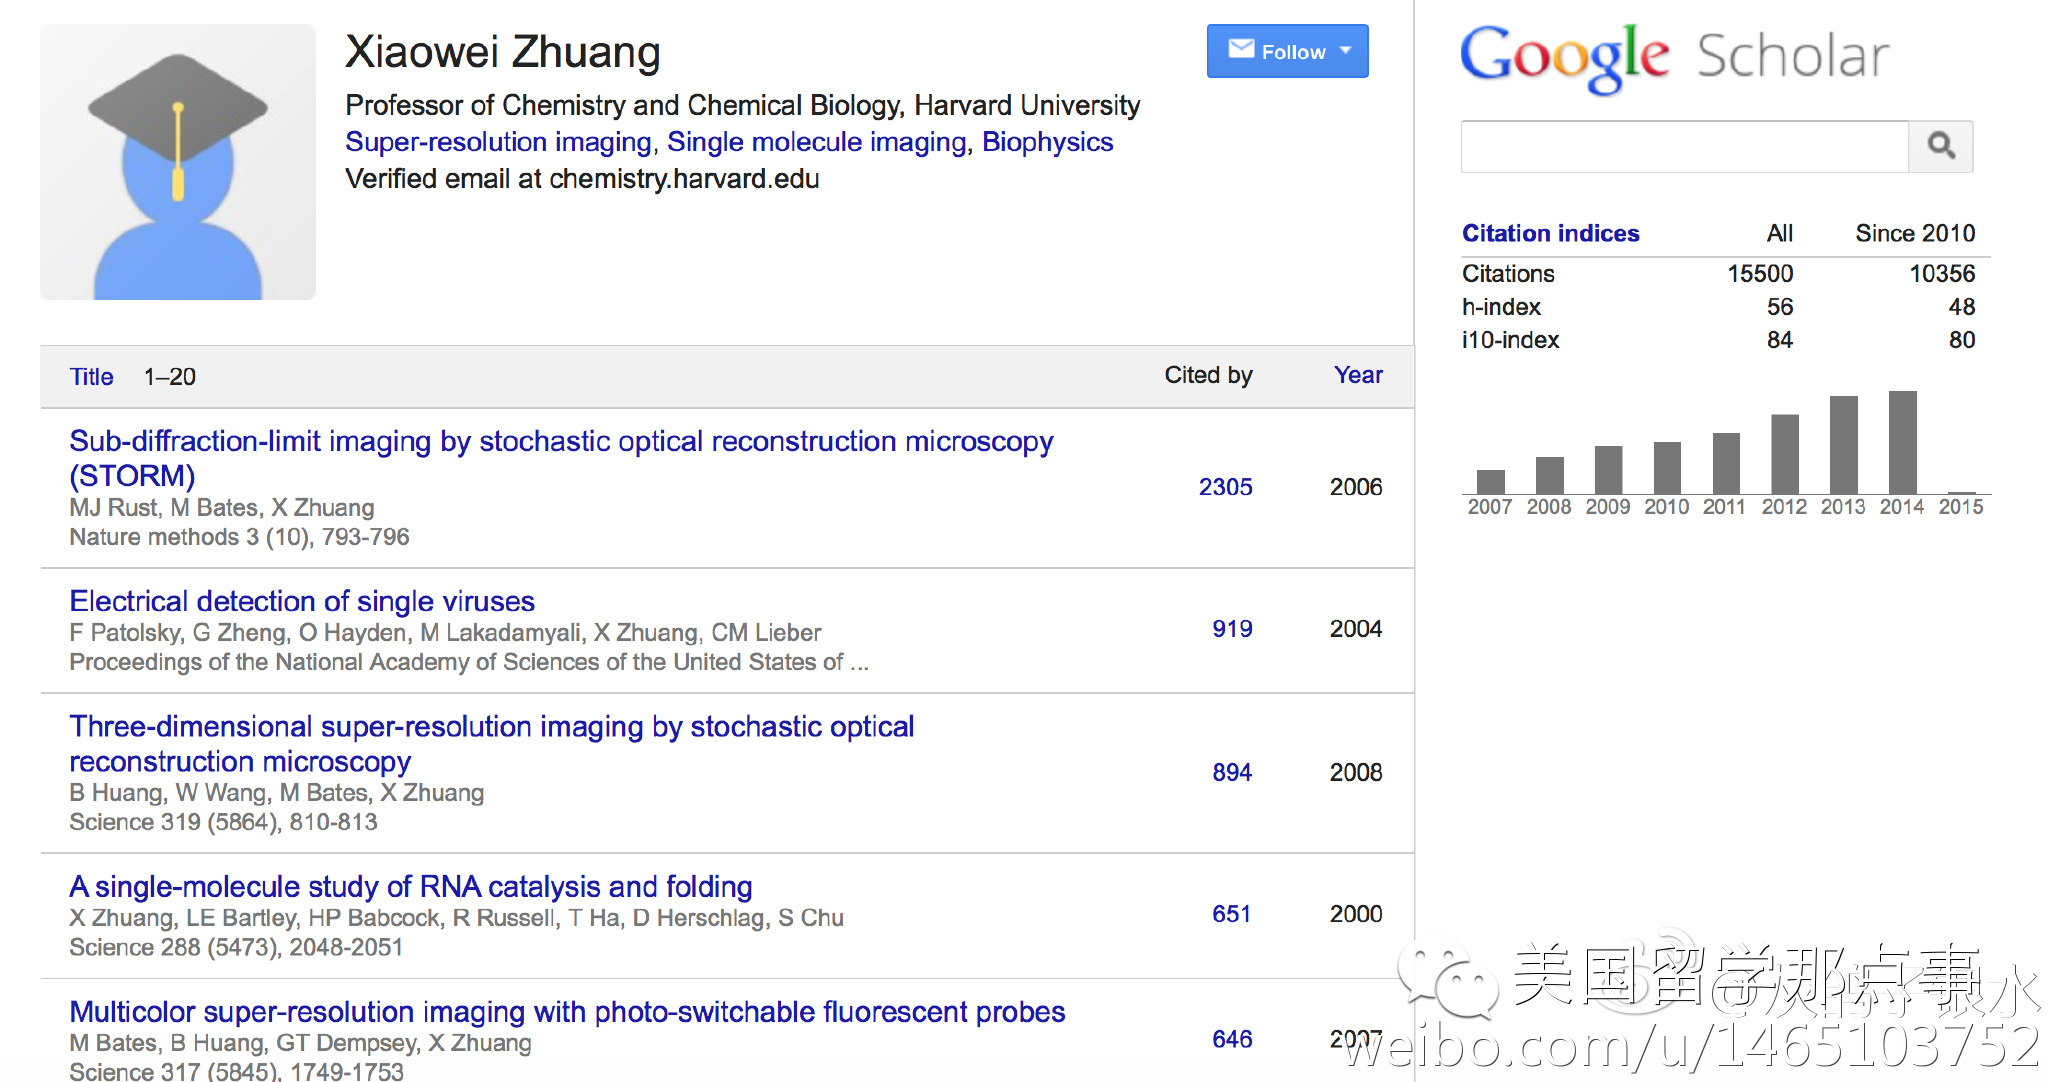 Xiaowei Zhuang
Professor of Chemistry and Chemical Biology, Harvard University
Super-resolution imaging, Single molecule imaging, Biophysics
Verified email at chemistry.harvard.edu
Follow
Title 1–20 Cited by Year
Sub-diffraction-limit imaging by stochastic optical reconstruction microscopy
(STORM)
MJ Rust, M Bates, X Zhuang
Nature methods 3 (10), 793-796
2305 2006
Electrical detection of single viruses
F Patolsky, G Zheng, O Hayden, M Lakadamyali, X Zhuang, CM Lieber
Proceedings of the National Academy of Sciences of the United States of ...
919 2004
Three-dimensional super-resolution imaging by stochastic optical
reconstruction microscopy
B Huang, W Wang, M Bates, X Zhuang
Science 319 (5864), 810-813
894 2008
A single-molecule study of RNA catalysis and folding
X Zhuang, LE Bartley, HP Babcock, R Russell, T Ha, D Herschlag, S Chu
Science 288 (5473), 2048-2051
651 2000
Multicolor super-resolution imaging with photo-switchable fluorescent probes
M Bates, B Huang, GT Dempsey, X Zhuang
Science 317 (5845), 1749-1753
646 2007
Google Scholar
Citation indices All Since 2010
Citations 15500 10356
h-index 56 48
i10-index 84 80
2007 2008 2009 2010 2011 2012 2013 2014 2015
美国留学那点事
weibo.com/u/1465103752